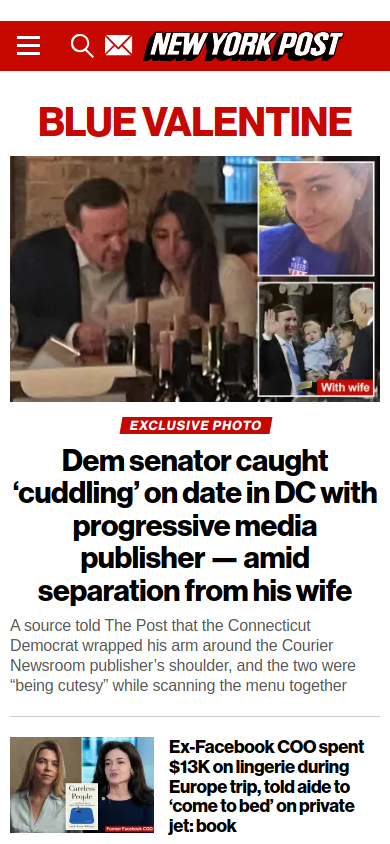 NEW YORK POST
BLUE VALENTINE
I VOTED
With wife
EXCLUSIVE PHOTO
Dem senator caught
‘cuddling’ on date in DC with
progressive media
publisher — amid
separation from his wife
A source told The Post that the Connecticut
Democrat wrapped his arm around the Courier
Newsroom publisher’s shoulder, and the two were
“being cutesy” while scanning the menu together
Careless
People
Former Facebook COO
Ex-Facebook COO spent
$13K on lingerie during
Europe trip, told aide to
‘come to bed’ on private
jet: book